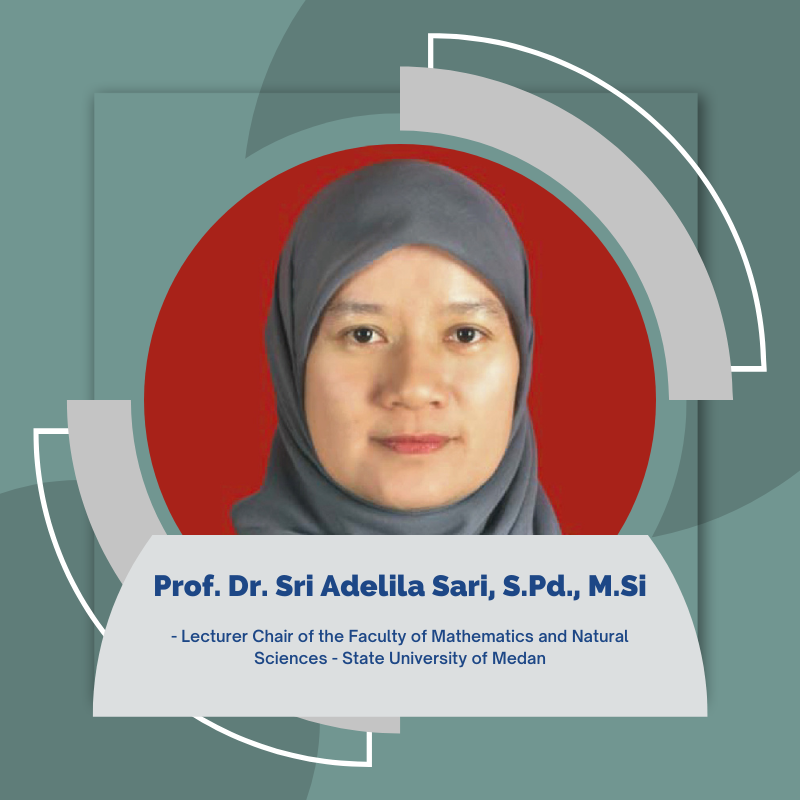 Prof. Dr. Sri Adelila Sari, S.Pd., M.Si
- Lecturer Chair of the Faculty of Mathematics and Natural
Sciences - State University of Medan